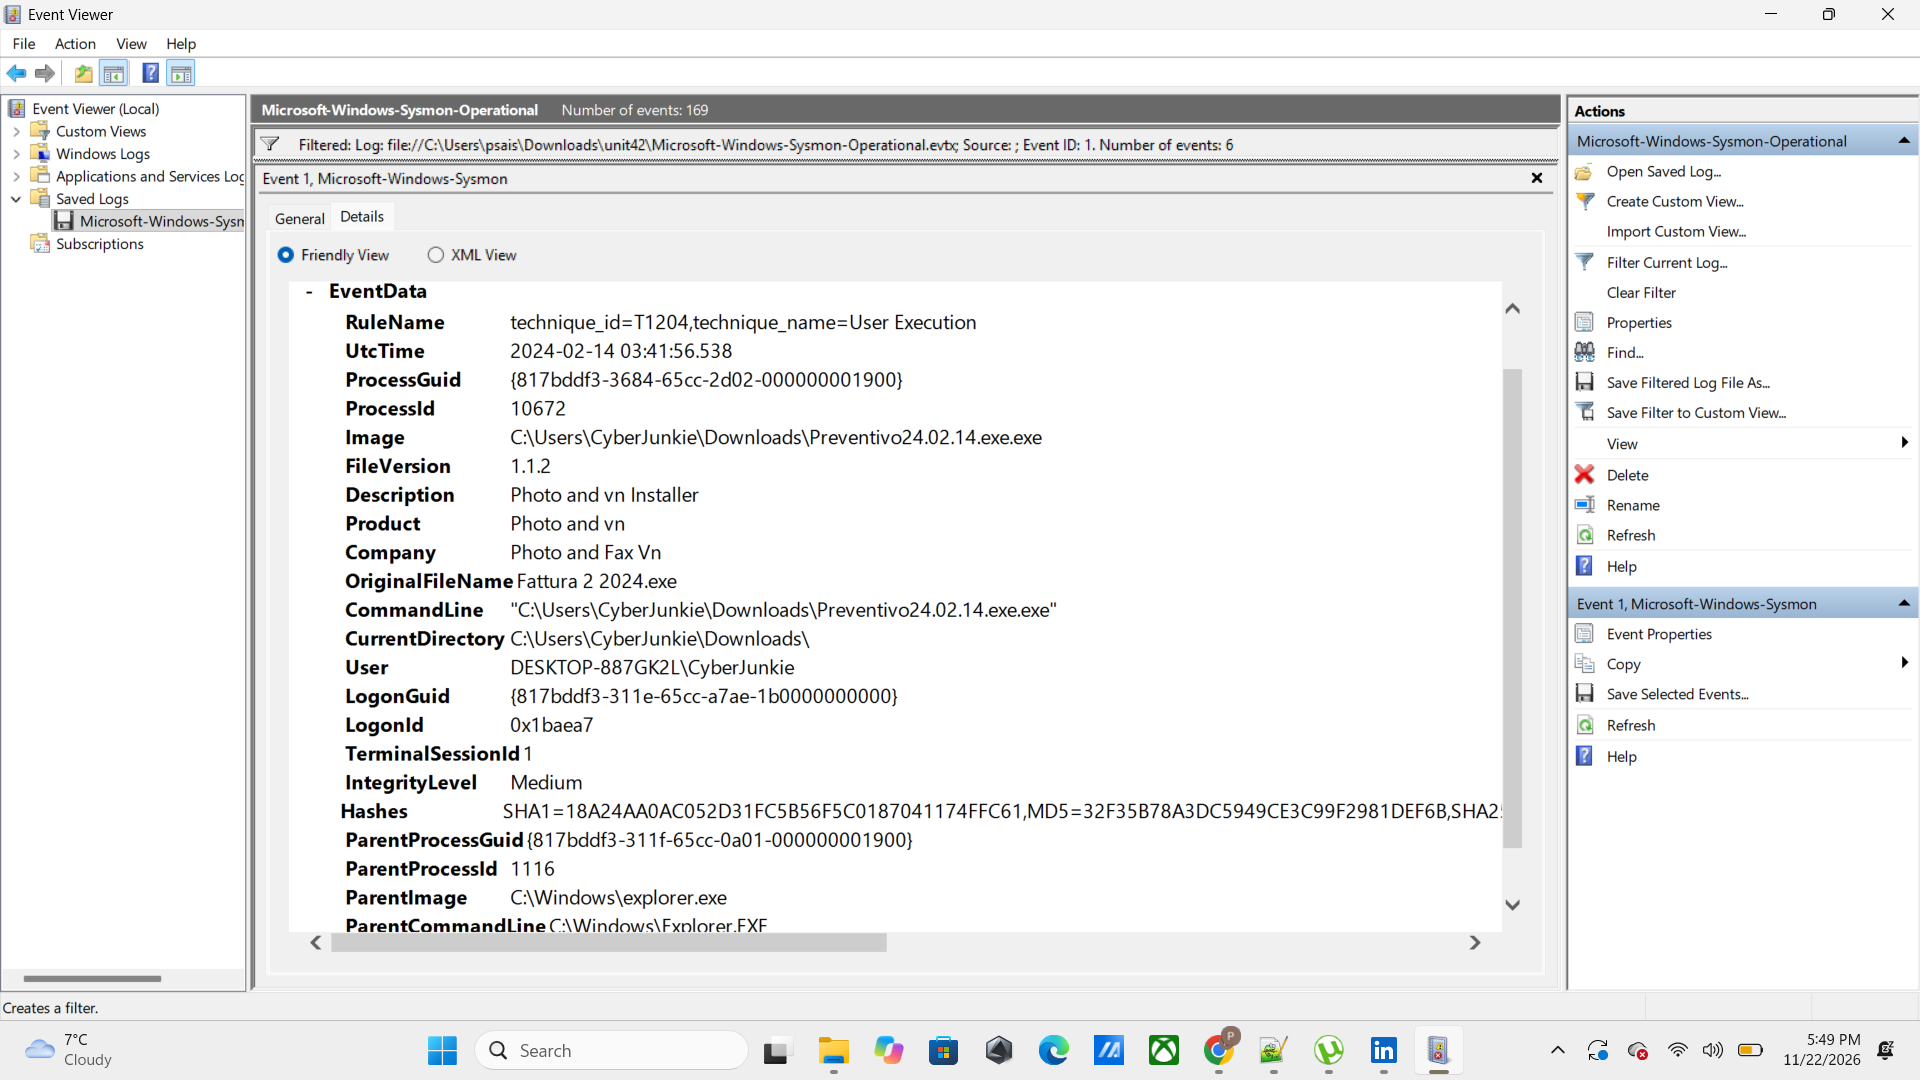 Event Viewer
File Action View Help
Event Viewer (Local)
Custom Views
Windows Logs
Applications and Services Log
Saved Logs
Microsoft-Windows-Sysm
Subscriptions
Microsoft-Windows-Sysmon-Operational Number of events: 169
Filtered: Log: file://C:\Users\psais\Downloads\unit42\Microsoft-Windows-Sysmon-Operational.evtx; Source: ; Event ID: 1. Number of events: 6
Event 1, Microsoft-Windows-Sysmon
General Details
Friendly View XML View
- EventData
RuleName technique_id=T1204,technique_name=User Execution
UtcTime 2024-02-14 03:41:56.538
ProcessGuid {817bddf3-3684-65cc-2d02-000000001900}
ProcessId 10672
Image C:\Users\CyberJunkie\Downloads\Preventivo24.02.14.exe.exe
FileVersion 1.1.2
Description Photo and vn Installer
Product Photo and vn
Company Photo and Fax Vn
OriginalFileName Fattura 2 2024.exe
CommandLine "C:\Users\CyberJunkie\Downloads\Preventivo24.02.14.exe.exe"
CurrentDirectory C:\Users\CyberJunkie\Downloads\
User DESKTOP-887GK2L\CyberJunkie
LogonGuid {817bddf3-311e-65cc-a7ae-1b0000000000}
LogonId 0x1baea7
TerminalSessionId 1
IntegrityLevel Medium
Hashes SHA1=18A24AA0AC052D31FC5B56F5C0187041174FFC61,MD5=32F35B78A3DC5949CE3C99F2981DEF6B,SHA25
ParentProcessGuid {817bddf3-311f-65cc-0a01-000000001900}
ParentProcessId 1116
ParentImage C:\Windows\explorer.exe
ParentCommandLine C:\Windows\Explorer.EXE
Actions
Microsoft-Windows-Sysmon-Operational
Open Saved Log...
Create Custom View...
Import Custom View...
Filter Current Log...
Clear Filter
Properties
Find...
Save Filtered Log File As...
Save Filter to Custom View...
View
Delete
Rename
Refresh
Help
Event 1, Microsoft-Windows-Sysmon
Event Properties
Copy
Save Selected Events...
Refresh
Help
Creates a filter.
7°C
Cloudy
Search
P
5:49 PM
11/22/2026